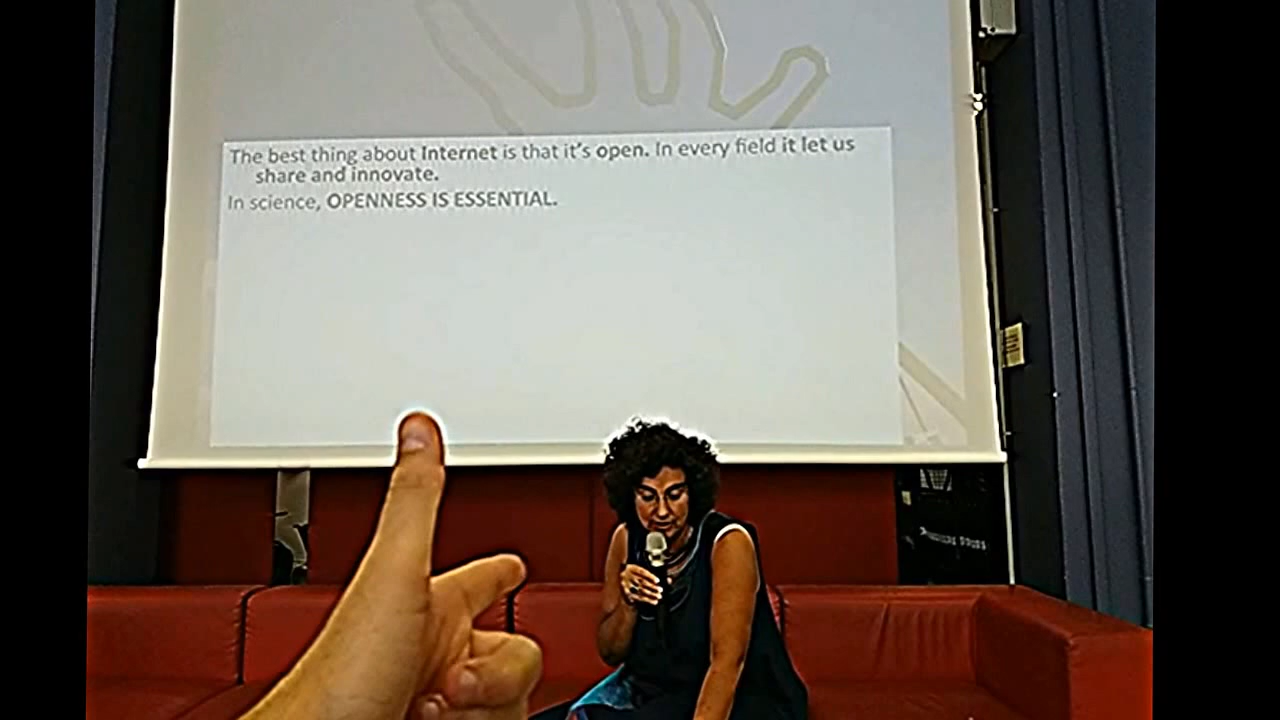 The best thing about Internet is that it's open. In every field it let us
share and innovate.
In science, OPENNESS IS ESSENTIAL.